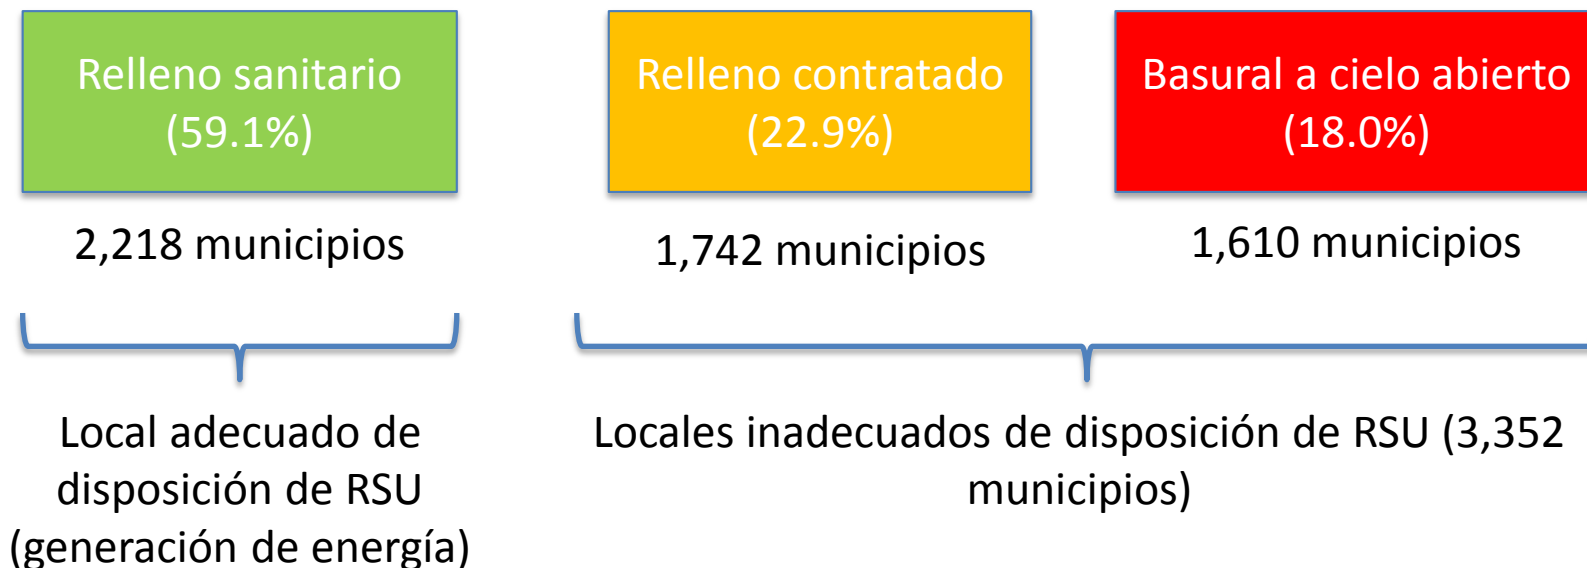 Relleno sanitario
(59.1%)
Relleno contratado
(22.9%)
Basural a cielo abierto
(18.0%)
2,218 municipios
1,742 municipios
1,610 municipios
Local adecuado de
disposición de RSU
(generación de energía)
Locales inadecuados de disposición de RSU (3,352
municipios)